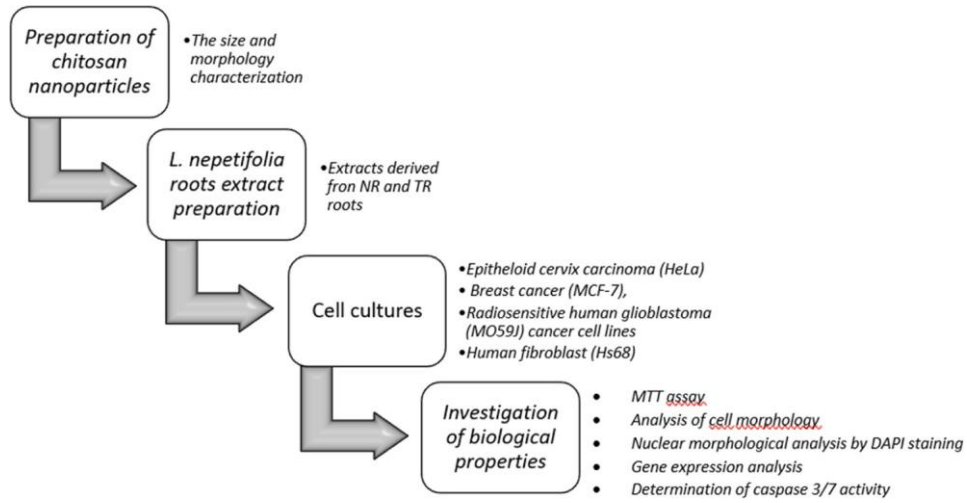 Preparation of
chitosan
nanoparticles
•The size and
morphology
characterization
L. nepetifolia
roots extract
preparation
•Extracts derived
fron NR and TR
roots
Cell cultures
•Epitheloid cervix carcinoma (HeLa)
• Breast cancer (MCF-7),
•Radiosensitive human glioblastoma
(MO59J) cancer cell lines
•Human fibroblast (Hs68)
Investigation
of biological
properties
• MTT assay
• Analysis of cell morphology
• Nuclear morphological analysis by DAPI staining
• Gene expression analysis
• Determination of caspase 3/7 activity